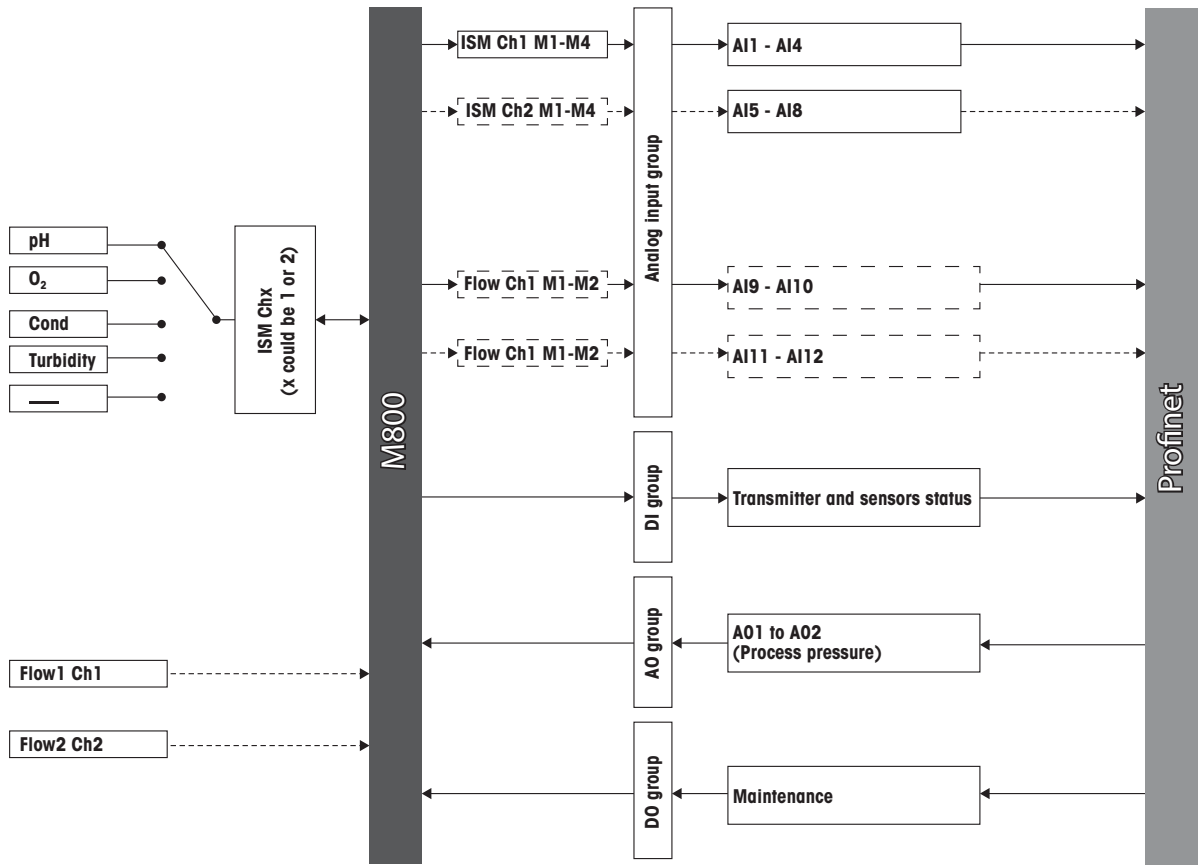 ISM Ch1 M1-M4
AI1 - AI4
ISM Ch2 M1-M4
AI5 - AI8
Analog input group
pH
O₂
Cond
Turbidity
ISM Chx
(x could be 1 or 2)
Flow Ch1 M1-M2
AI9 - AI10
Flow Ch1 M1-M2
AI11 - AI12
M800
Profinet
DI group
Transmitter and sensors status
AO group
AO1 to AO2
(Process pressure)
Flow1 Ch1
Flow2 Ch2
DO group
Maintenance